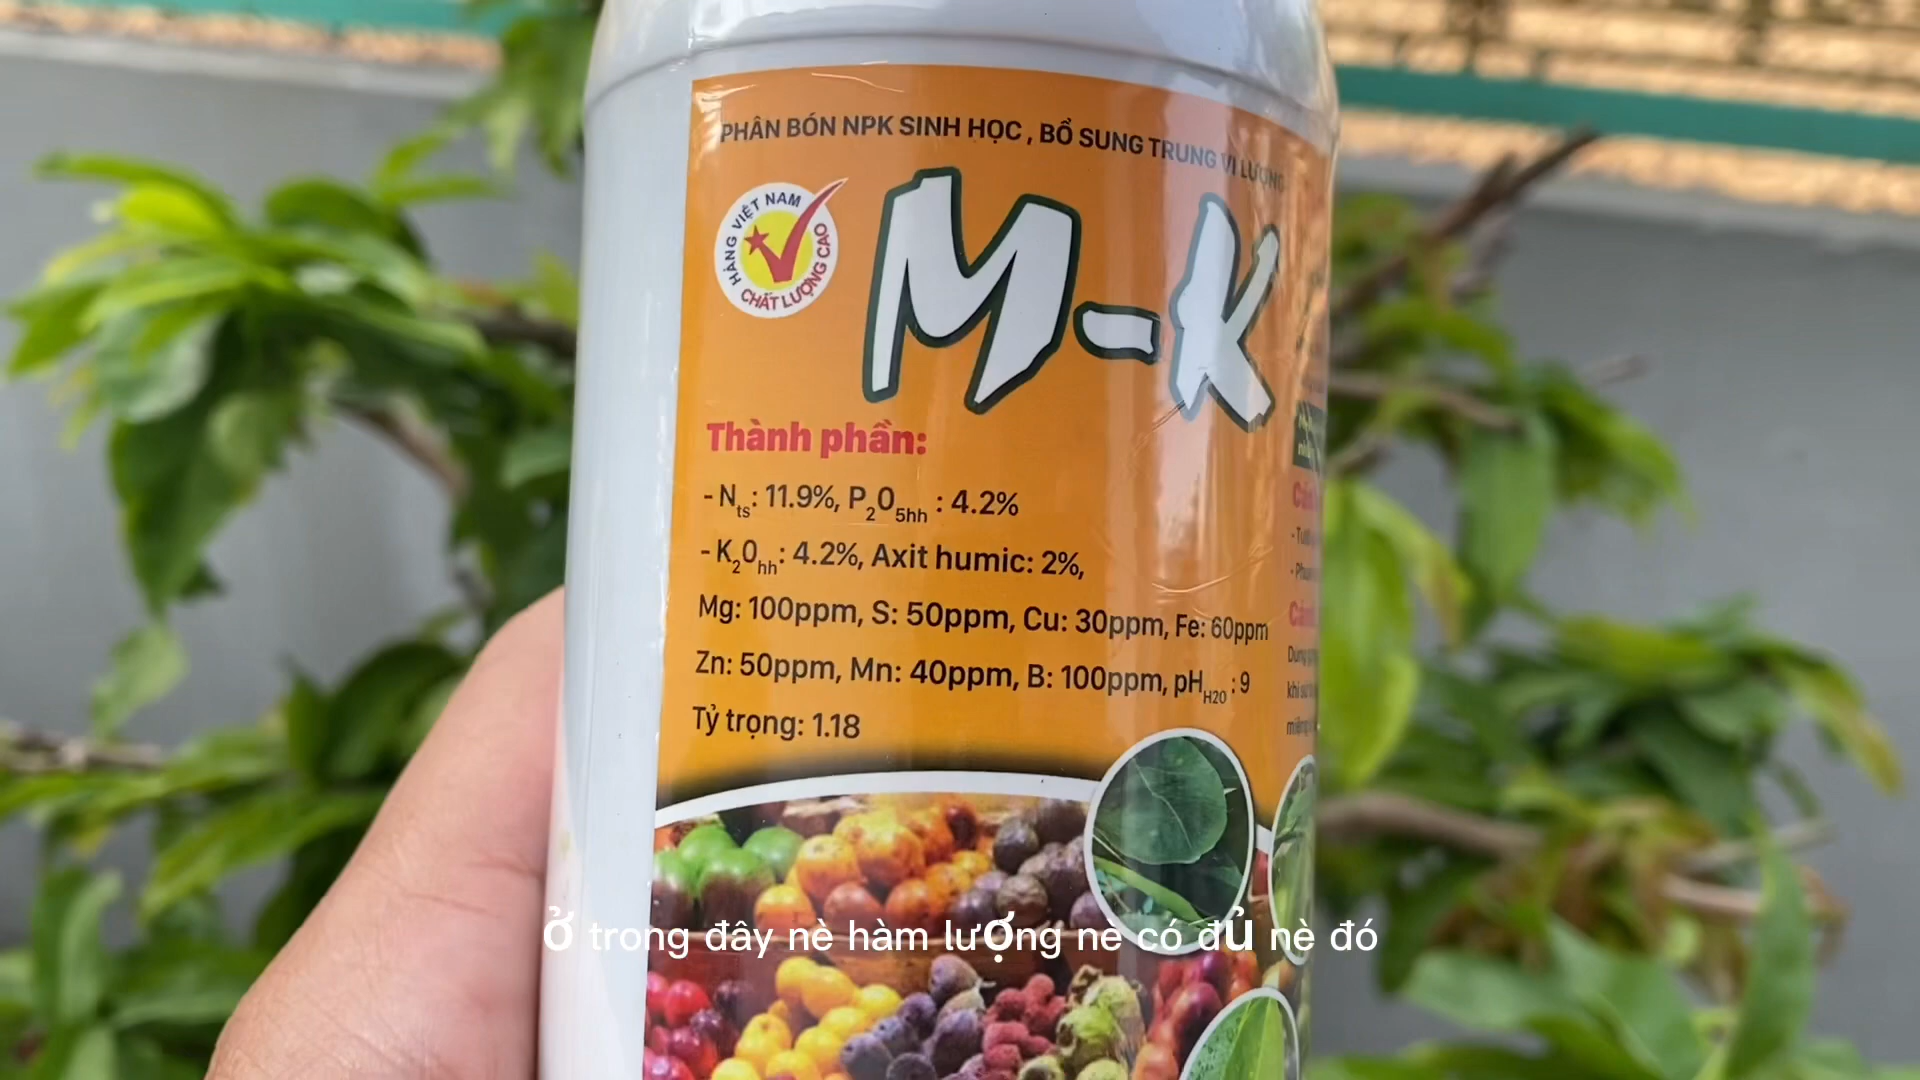 PHÂN BÓN NPK SINH HỌC , BỔ SUNG TRUNG VI LƯỢNG
HÀNG VIỆT NAM
CHẤT LƯỢNG CAO
M-K
Thành phần:
- Nts: 11.9%, P2O5hh : 4.2%
- K2Ohh: 4.2%, Axit humic: 2%,
Mg: 100ppm, S: 50ppm, Cu: 30ppm, Fe: 60ppm
Zn: 50ppm, Mn: 40ppm, B: 100ppm, pHH2O : 9
Tỷ trọng: 1.18
ở trong đây nè hàm lượng nè có đủ nè đó